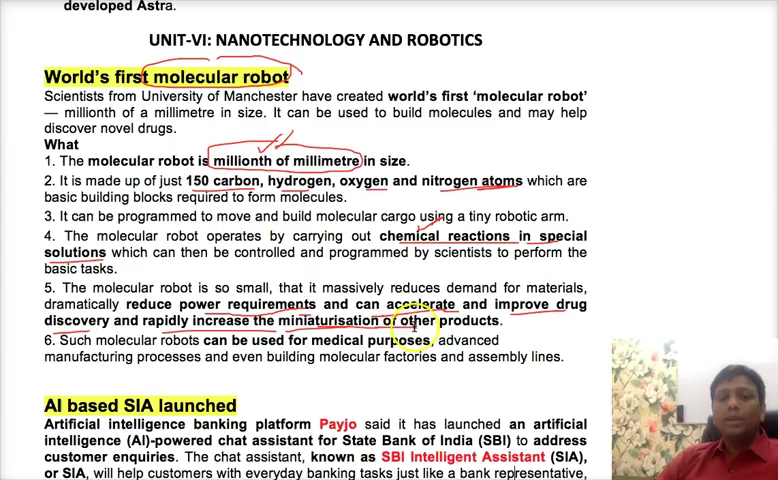 developed Astra.
UNIT-VI: NANOTECHNOLOGY AND ROBOTICS
World's first molecular robot
Scientists from University of Manchester have created world's first 'molecular robot'
— millionth of a millimetre in size. It can be used to build molecules and may help
discover novel drugs.
What
1. The molecular robot is millionth of millimetre in size.
2. It is made up of just 150 carbon, hydrogen, oxygen and nitrogen atoms which are
basic building blocks required to form molecules.
3. It can be programmed to move and build molecular cargo using a tiny robotic arm.
4. The molecular robot operates by carrying out chemical reactions in special
solutions which can then be controlled and programmed by scientists to perform the
basic tasks.
5. The molecular robot is so small, that it massively reduces demand for materials,
dramatically reduce power requirements and can accelerate and improve drug
discovery and rapidly increase the miniaturisation of other products.
6. Such molecular robots can be used for medical purposes, advanced
manufacturing processes and even building molecular factories and assembly lines.
AI based SIA launched
Artificial intelligence banking platform Payjo said it has launched an artificial
intelligence (AI)-powered chat assistant for State Bank of India (SBI) to address
customer enquiries. The chat assistant, known as SBI Intelligent Assistant (SIA),
or SIA, will help customers with everyday banking tasks just like a bank representative,